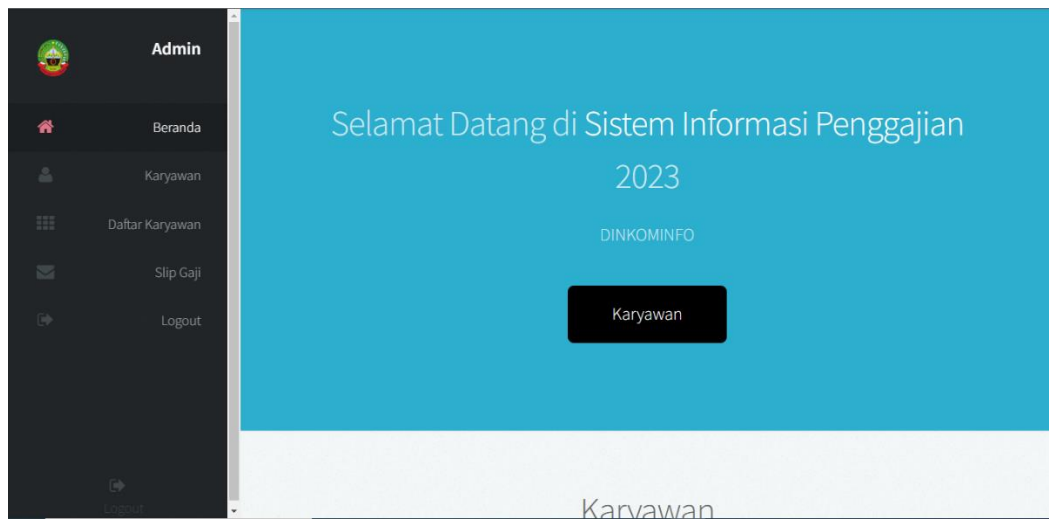 Admin
Beranda
Karyawan
Daftar Karyawan
Slip Gaji
Logout
Logout
Selamat Datang di Sistem Informasi Penggajian
2023
DINKOMINFO
Karyawan
Karyawan